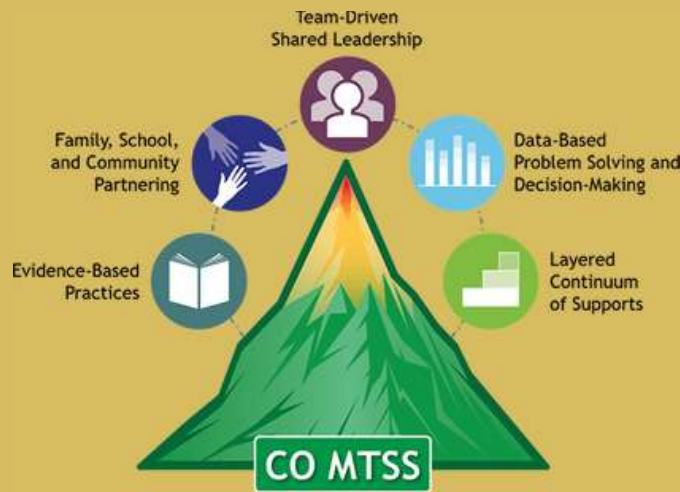 Team-Driven
Shared Leadership
Family, School,
and Community
Partnering
Data-Based
Problem Solving and
Decision-Making
Evidence-Based
Practices
Layered
Continuum
of Supports
CO MTSS